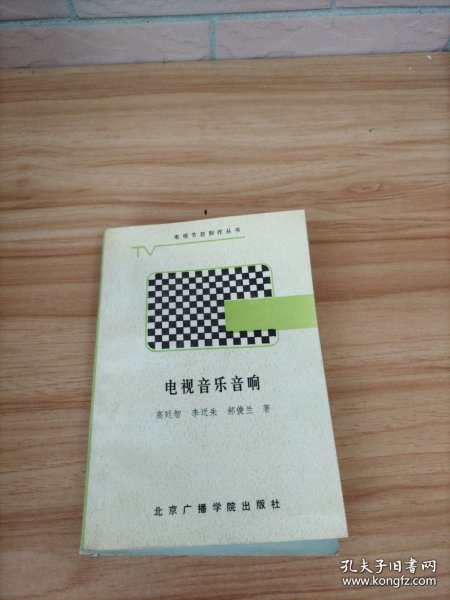 电视节目制作丛书
TV
电视音乐音响
高廷智 李近朱 郝俊兰 著
北京广播学院出版社
孔夫子旧书网
www.kongfz.com